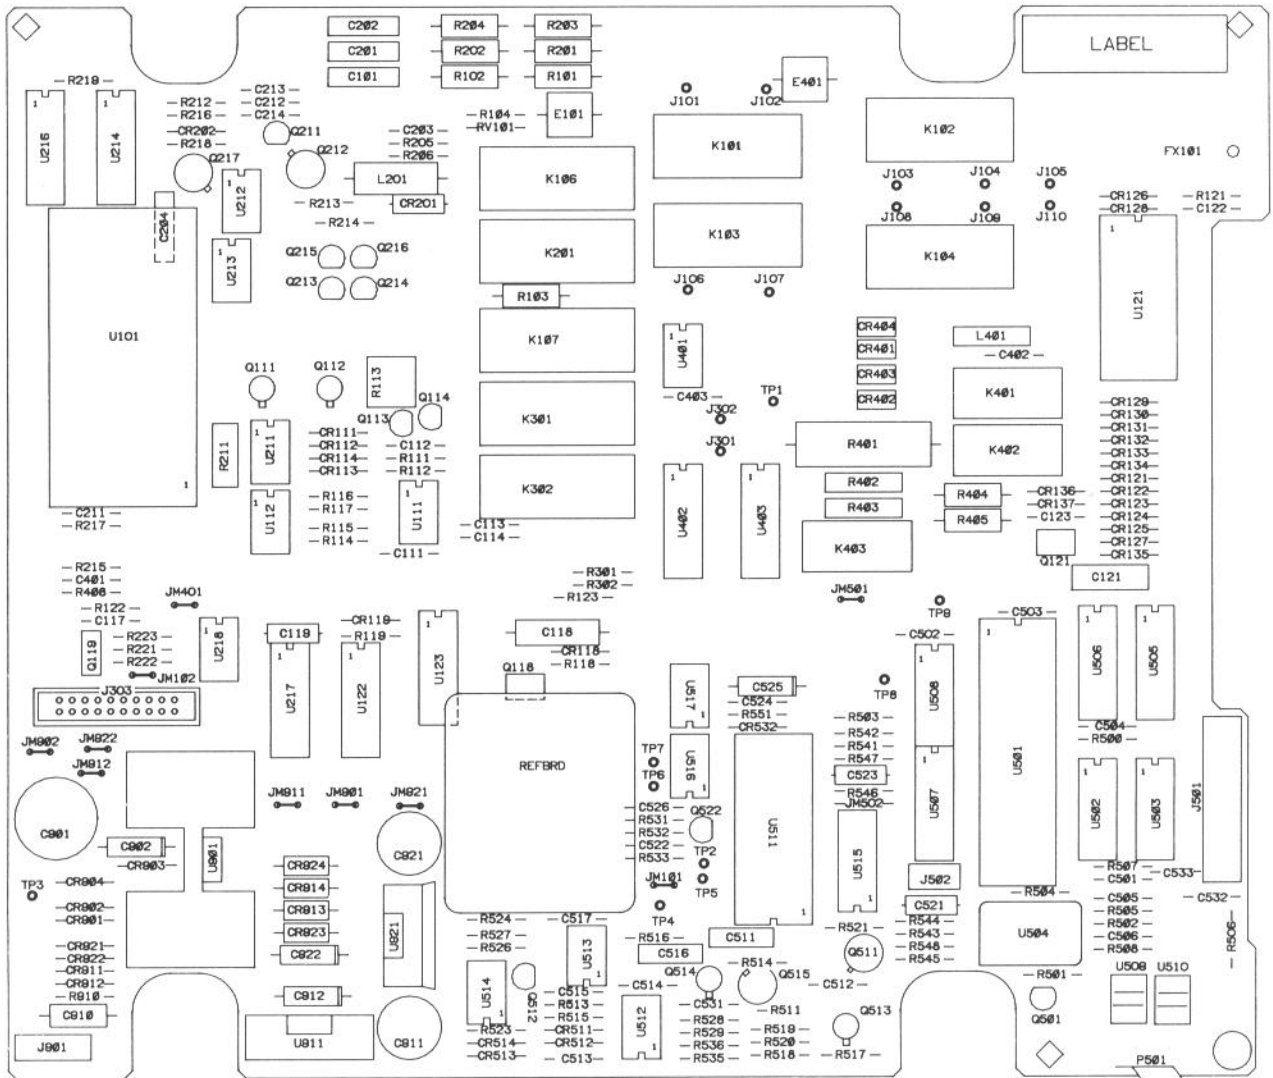 C202 R204 R203
C201 R202 R201 LABEL
C101 R102 R101
R219 E401
C213 J101 J102
R212 C212
R216 C214 R104 E101
CR202 Q211 C203 RV101 K102
U216 U214 R218 R205 K101 FX101
Q217 Q212 R206
L201 K106 J103 J104 J105
U212 CR126 R121
C204 R213 CR201 J108 J109 J110 CR128 C122
R214 K103
U213 Q215 Q216 K201 K104
Q213 Q214 J106 J107 U121
R103
U101 CR404 L401
K107 U401 CR401 C402
Q111 Q112 R113 CR403
Q114 C403 TP1 CR402 K401
Q113 K301 J302 CR129
CR130
CR111 CR131
R211 U211 CR112 C112 J301 R401 K402 CR132
CR114 R111 CR133
CR113 R112 CR134
K302 R402 CR121
1 R116 R404 CR136 CR122
C211 U112 R117 U111 U402 U403 R403 CR137 CR123
R217 R115 C113 R405 C123 CR124
R114 C114 K403 CR125
C111 Q121 CR127
CR135
R215 R301 C121
C401 R302
R408 JM401 R123 JM501 TP9
R122 C503
C117 CR119
R223 U218 C119 R119 C118 C502
Q119 R221 U123 CR118 U506 U505
R222 R118
JM102 Q118 U508
J303 U217 U122 U517 C525 TP8
C524
R551 R503 C504
JM902 JM922 CR532 R542 R500
TP7 R541 U501
JM912 REFBRD U516 R547
TP6 C523
JM911 JM901 JM921 R546 U507 U502 U503 J501
C526 Q522 JM502
C901 R531
U901 C921 R532 U511
C902 C522 U515
CR903 R533 TP2 R507
TP3 CR904 CR924 JM101 TP5 J502 C501 C533
CR914 R504
CR902 CR913 TP4 C521 C505 C532
CR901 U921 R524 C517 R544 R505
CR923 R527 R516 C511 R521 R543 U504 R502 R506
CR921 R526 U513 R548 C506
CR922 C922 C516 R545 R508
CR911 Q514 R514 Q515 Q511 R501 U509 U510
CR912 U514 C515 C514 C512
R910 C912 Q512 R513 C531
C910 R515 R528 R511 Q513 Q501
R523 CR511 U512 R529 R519
J901 U911 C911 CR514 CR512 R536 R520
CR513 C513 R535 R518 R517 P501